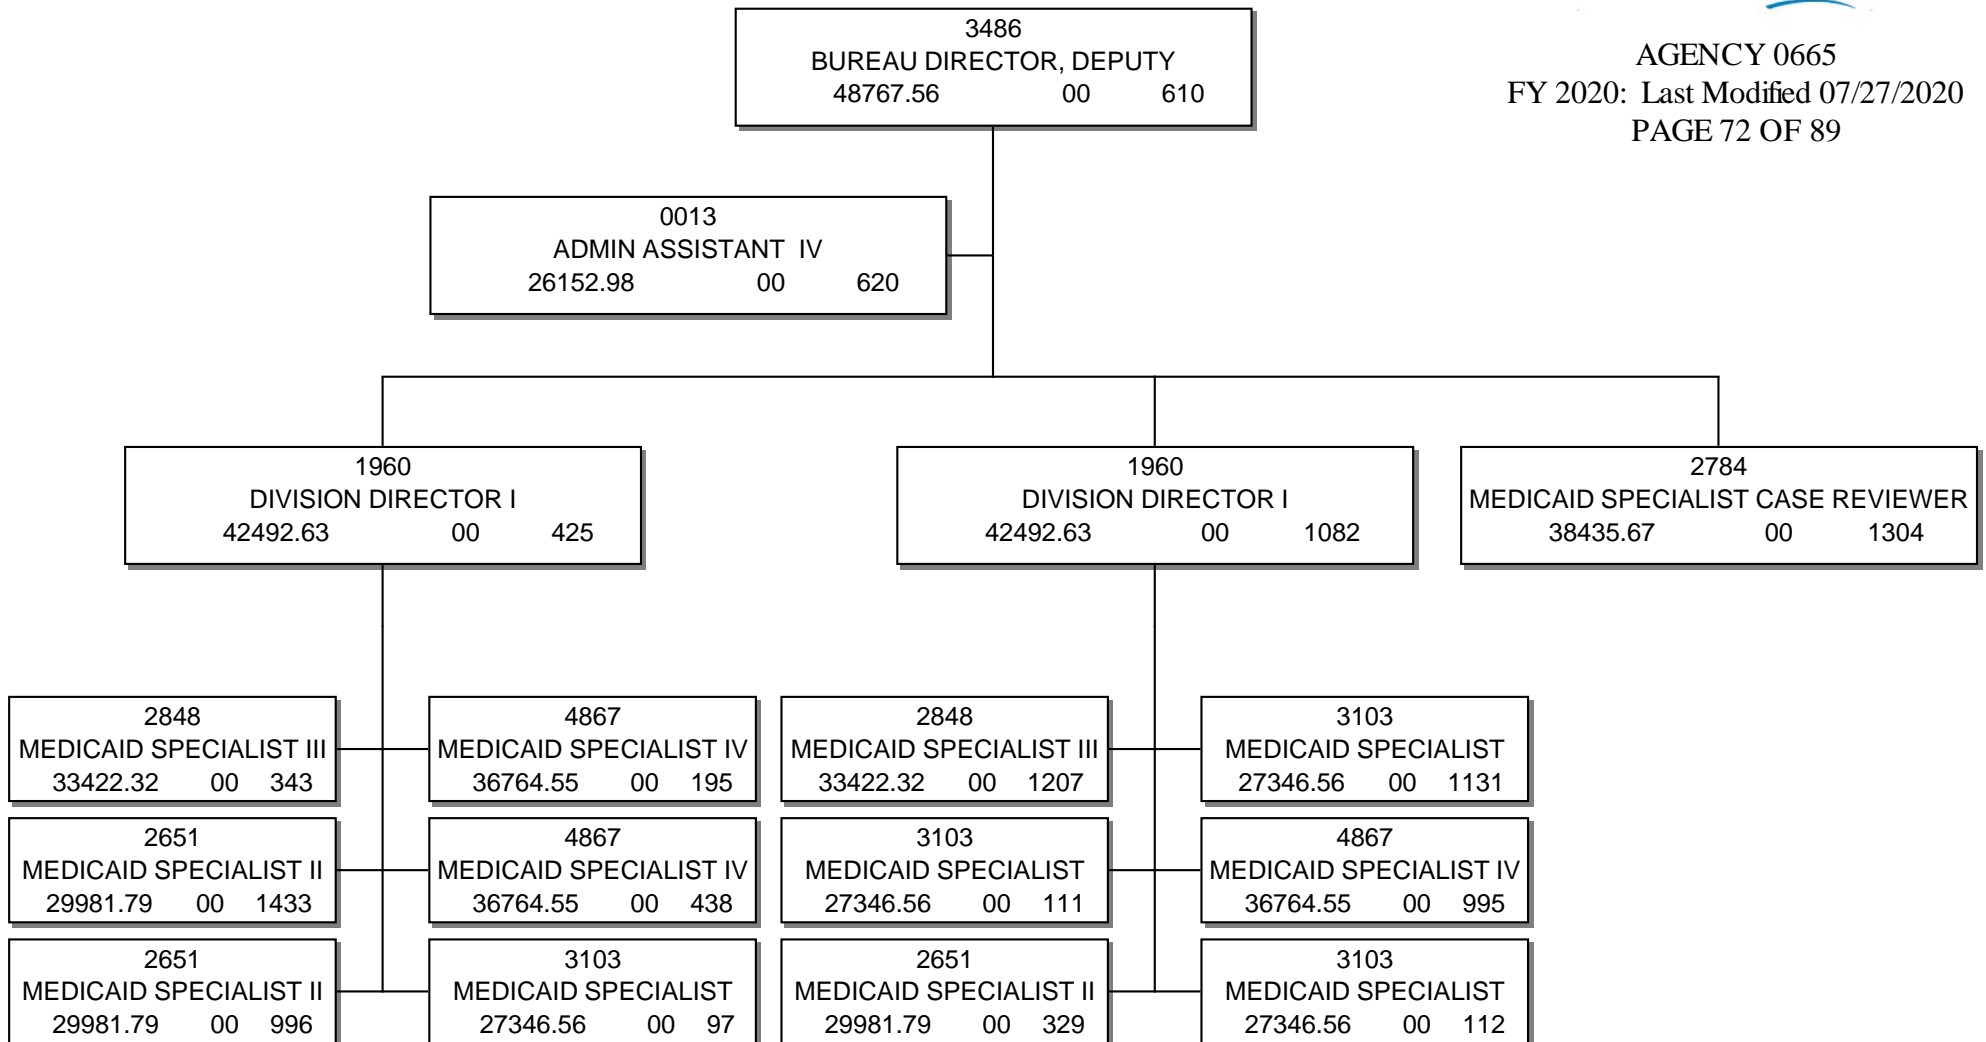 AGENCY 0665
FY 2020: Last Modified 07/27/2020
PAGE 72 OF 89
3486
BUREAU DIRECTOR, DEPUTY
48767.56 00 610
0013
ADMIN ASSISTANT IV
26152.98 00 620
1960
DIVISION DIRECTOR I
42492.63 00 425
1960
DIVISION DIRECTOR I
42492.63 00 1082
2784
MEDICAID SPECIALIST CASE REVIEWER
38435.67 00 1304
2848
MEDICAID SPECIALIST III
33422.32 00 343
4867
MEDICAID SPECIALIST IV
36764.55 00 195
2848
MEDICAID SPECIALIST III
33422.32 00 1207
3103
MEDICAID SPECIALIST
27346.56 00 1131
2651
MEDICAID SPECIALIST II
29981.79 00 1433
4867
MEDICAID SPECIALIST IV
36764.55 00 438
3103
MEDICAID SPECIALIST
27346.56 00 111
4867
MEDICAID SPECIALIST IV
36764.55 00 995
2651
MEDICAID SPECIALIST II
29981.79 00 996
3103
MEDICAID SPECIALIST
27346.56 00 97
2651
MEDICAID SPECIALIST II
29981.79 00 329
3103
MEDICAID SPECIALIST
27346.56 00 112